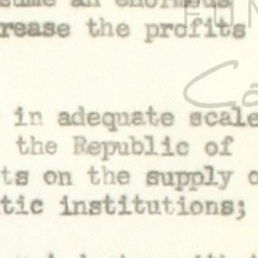 sume an enormous
rease the profits
in adequate scale
the Republic of
ts on the supply o
tic institutions;